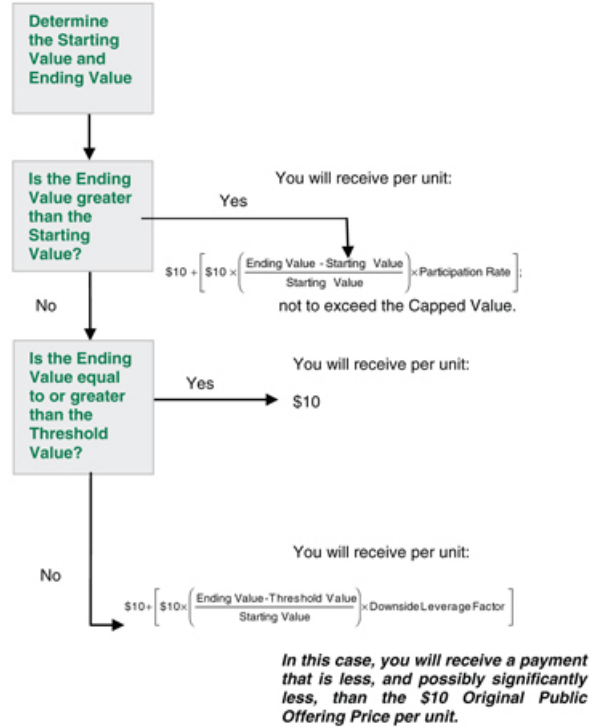 Determine
the Starting
Value and
Ending Value
Is the Ending
Value greater
than the
Starting
Value?
Yes
You will receive per unit:
$10 + [ $10 × ( Ending Value - Starting Value / Starting Value ) × Participation Rate ];
not to exceed the Capped Value.
No
Is the Ending
Value equal
to or greater
than the
Threshold
Value?
Yes
You will receive per unit:
$10
No
You will receive per unit:
$10+ [ $10× ( Ending Value-Threshold Value / Starting Value ) × Downside Leverage Factor ]
In this case, you will receive a payment
that is less, and possibly significantly
less, than the $10 Original Public
Offering Price per unit.